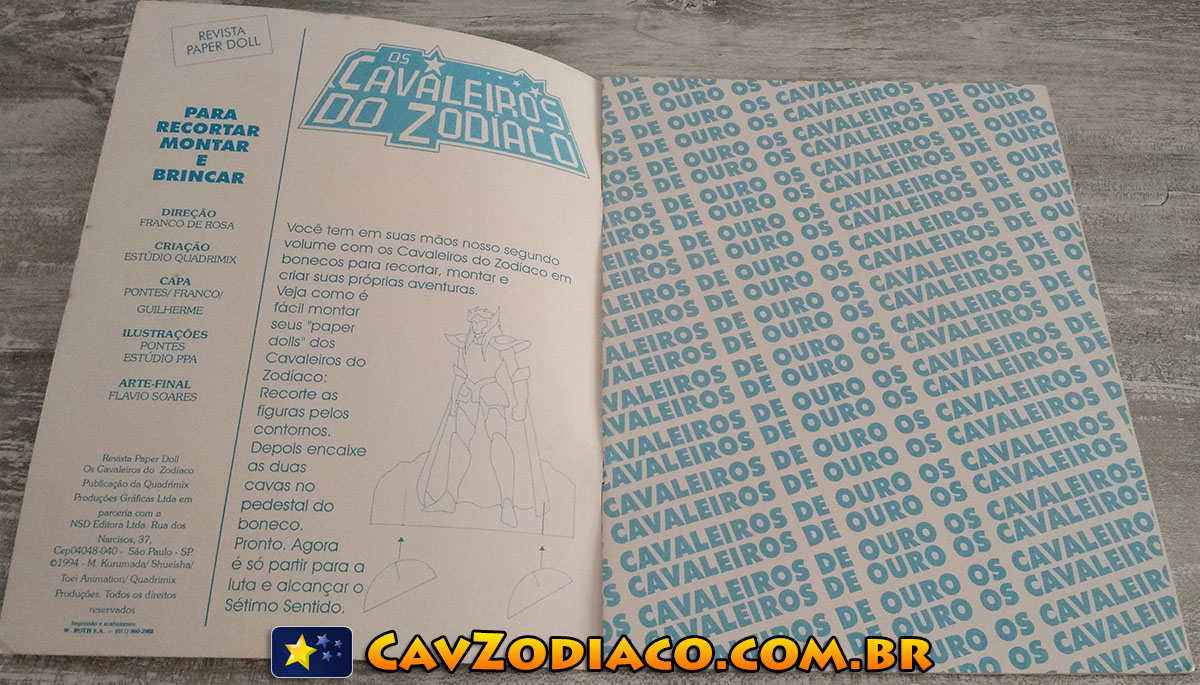 REVISTA
PAPER DOLL
PARA
RECORTAR
MONTAR
E
BRINCAR
DIREÇÃO
FRANCO DE ROSA
CRIAÇÃO
ESTÚDIO QUADRIMIX
CAPA
PONTES/ FRANCO/
GUILHERME
ILUSTRAÇÕES
PONTES
ESTÚDIO PPA
ARTE-FINAL
FLAVIO SOARES
Revista Paper Doll
Os Cavaleiros do Zodíaco
Publicação da Quadrimix
Produções Gráficas Ltda em
parceria com a
NSD Editora Ltda. Rua dos
Narcisos, 37,
Cep04048-040 - São Paulo - SP.
©1994 - M. Kurumada/ Shueisha/
Toei Animation/ Quadrimix
Produções. Todos os direitos
reservados
Impressão e acabamento
W. ROTH S.A. — (011) 960-2988
OS
CAVALEIROS
DO ZODÍACO
Você tem em suas mãos nosso segundo
volume com os Cavaleiros do Zodíaco em
bonecos para recortar, montar e
criar suas próprias aventuras.
Veja como é
fácil montar
seus "paper
dolls" dos
Cavaleiros do
Zodíaco:
Recorte as
figuras pelos
contornos.
Depois encaixe
as duas
cavas no
pedestal do
boneco.
Pronto. Agora
é só partir para a
luta e alcançar o
Sétimo Sentido.
OS CAVALEIROS DE OURO OS CAVALEIROS DE OURO
CavZodiaco.com.br